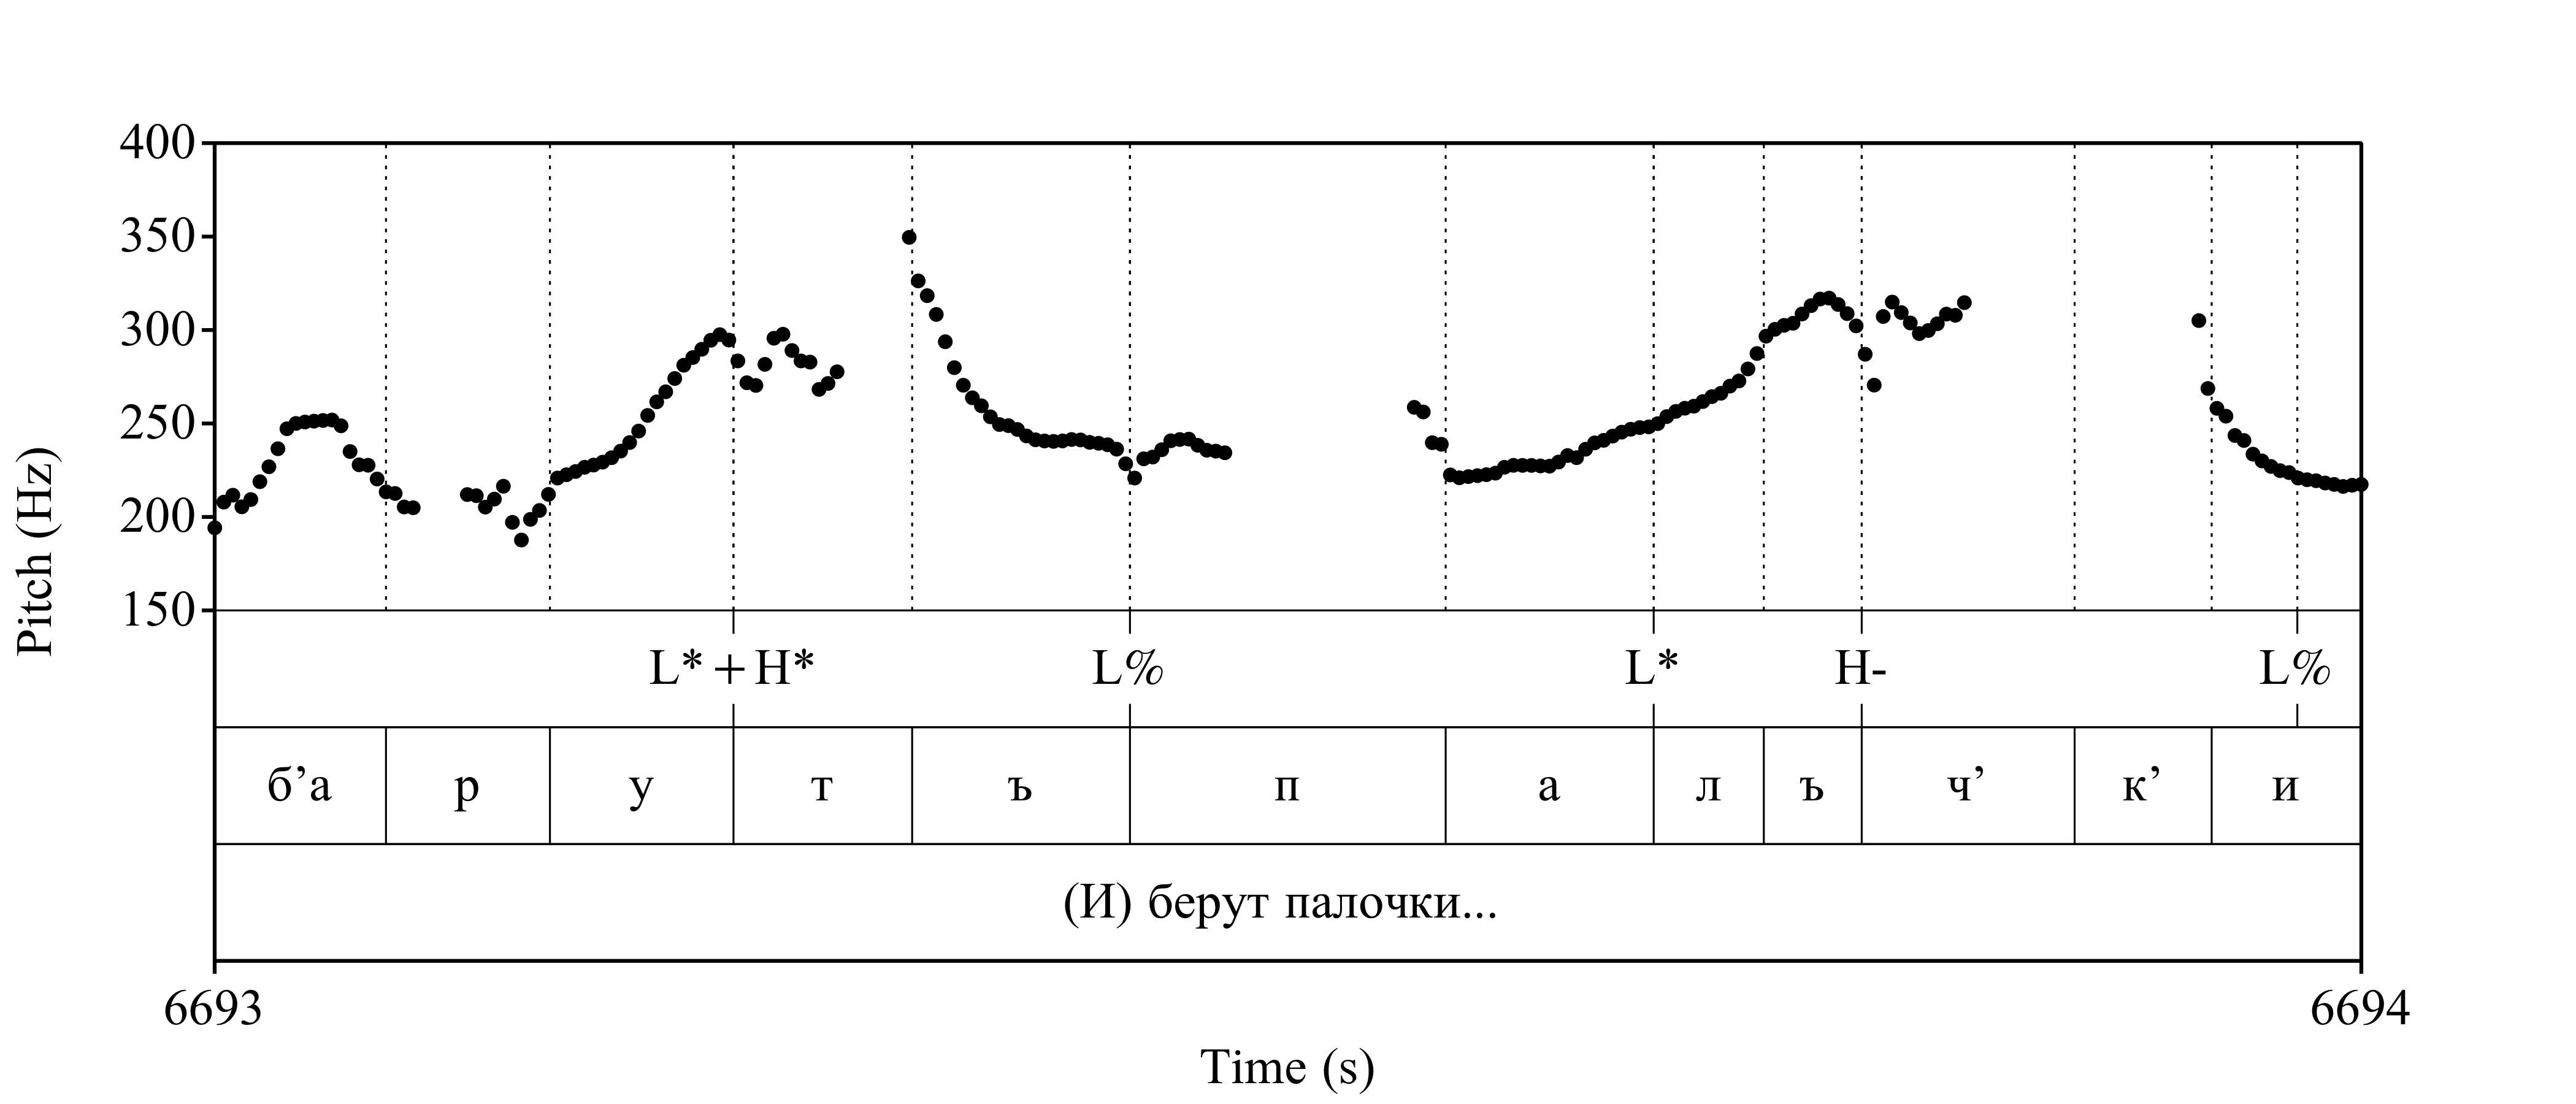 400
350
300
250
200
150
Pitch (Hz)
L*+H* L% L* H- L%
б’а р у т ъ п а л ъ ч’ к’ и
(И) берут палочки...
6693 6694
Time (s)